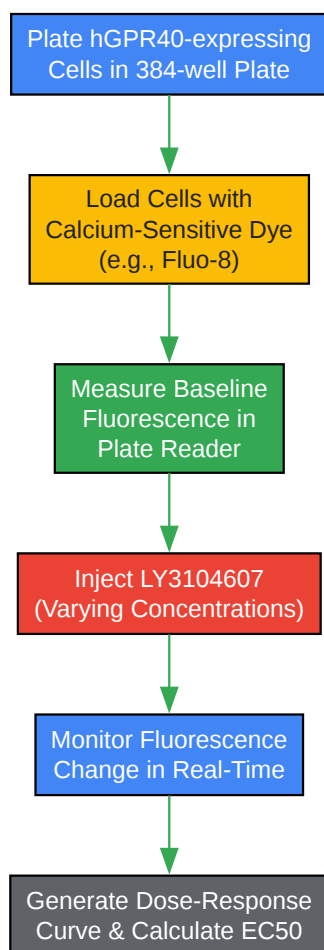 Plate hGPR40-expressing
Cells in 384-well Plate
Load Cells with
Calcium-Sensitive Dye
(e.g., Fluo-8)
Measure Baseline
Fluorescence in
Plate Reader
Inject LY3104607
(Varying Concentrations)
Monitor Fluorescence
Change in Real-Time
Generate Dose-Response
Curve & Calculate EC50